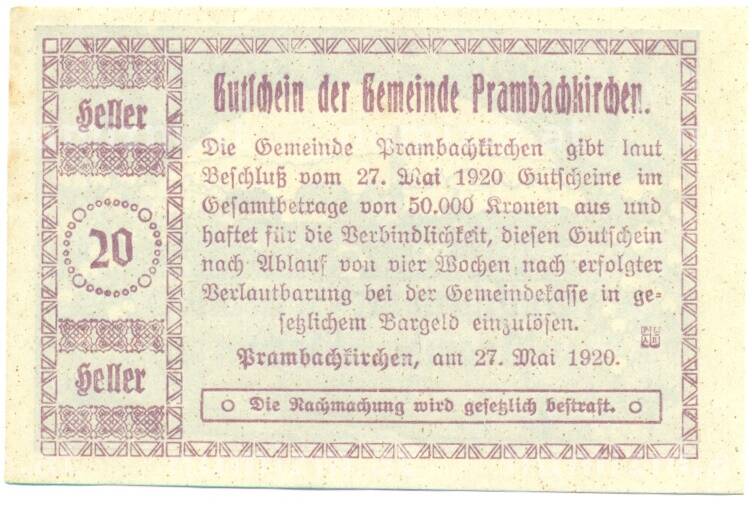 Heller
20
Heller
Gutschein der Gemeinde Prambachkirchen.
Die Gemeinde Prambachkirchen gibt laut
Beschluß vom 27. Mai 1920 Gutscheine im
Gesamtbetrage von 50.000 Kronen aus und
haftet für die Verbindlichkeit, diesen Gutschein
nach Ablauf von vier Wochen nach erfolgter
Verlautbarung bei der Gemeindekasse in ge-
setzlichem Bargeld einzulösen.
Prambachkirchen, am 27. Mai 1920.
Die Nachmachung wird gesetzlich bestraft.